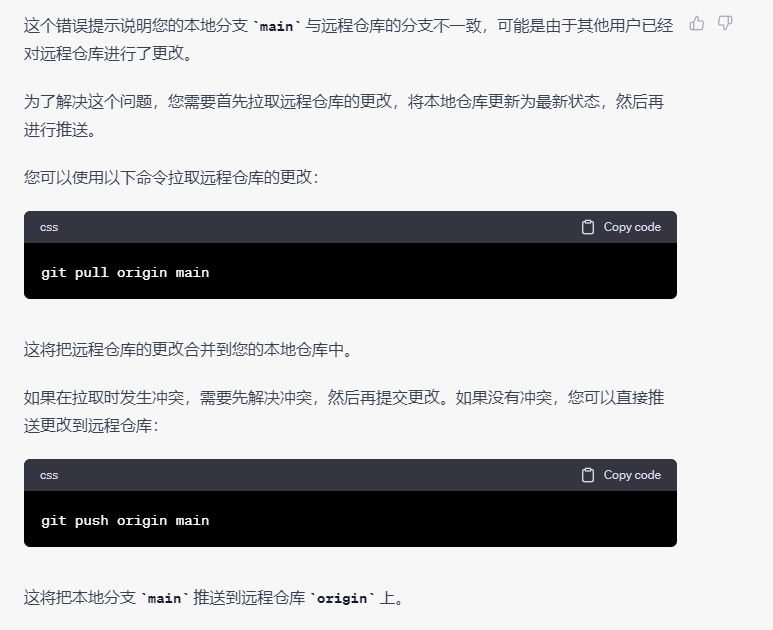 这个错误提示说明您的本地分支 `main` 与远程仓库的分支不一致，可能是由于其他用户已经
对远程仓库进行了更改。
为了解决这个问题，您需要首先拉取远程仓库的更改，将本地仓库更新为最新状态，然后再
进行推送。
您可以使用以下命令拉取远程仓库的更改：
css
Copy code
git pull origin main
这将把远程仓库的更改合并到您的本地仓库中。
如果在拉取时发生冲突，需要先解决冲突，然后再提交更改。如果没有冲突，您可以直接推
送更改到远程仓库：
css
Copy code
git push origin main
这将把本地分支 `main` 推送到远程仓库 `origin` 上。